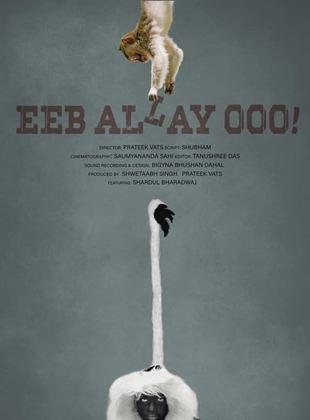 EEB ALLAY OOO!
DIRECTOR: PRATEEK VATS SCRIPT: SHUBHAM
CINEMATOGRAPHY: SAUMYANANDA SAHI EDITOR: TANUSHREE DAS
SOUND RECORDING & DESIGN: BIGYNA BHUSHAN DAHAL
PRODUCED BY SHWETAABH SINGH PRATEEK VATS
FEATURING: SHARDUL BHARADWAJ